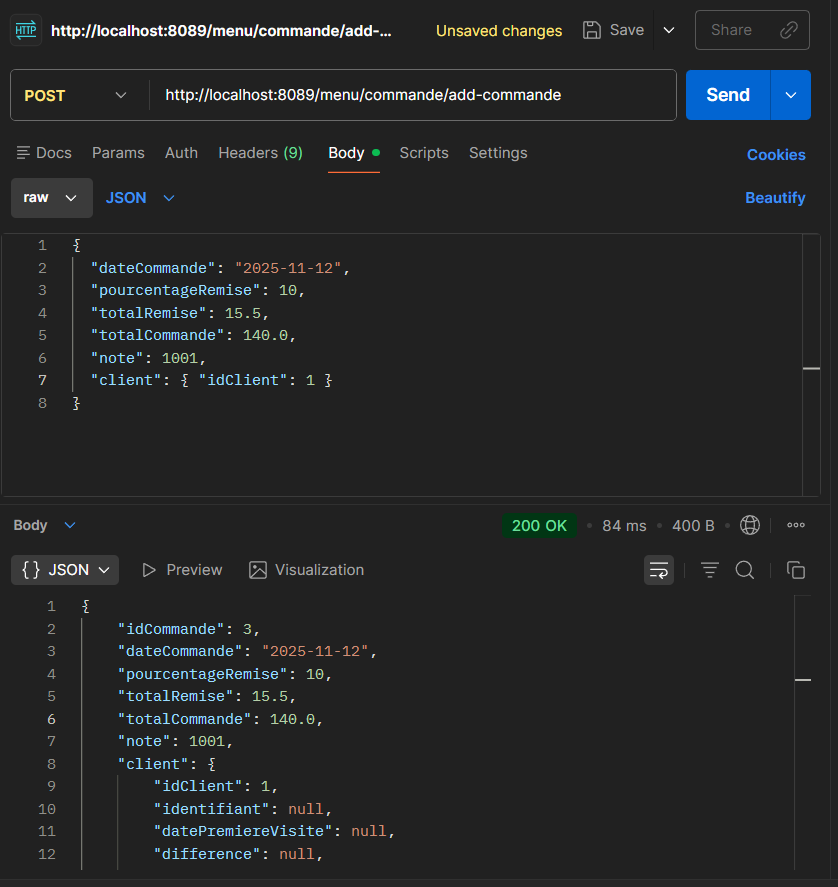 HTTP http://localhost:8089/menu/commande/add-... Unsaved changes Save Share
POST http://localhost:8089/menu/commande/add-commande Send
Docs Params Auth Headers (9) Body Scripts Settings Cookies
raw JSON Beautify
1 {
2 "dateCommande": "2025-11-12",
3 "pourcentageRemise": 10,
4 "totalRemise": 15.5,
5 "totalCommande": 140.0,
6 "note": 1001,
7 "client": { "idClient": 1 }
8 }
Body 200 OK • 84 ms • 400 B •
{} JSON Preview Visualization
1 {
2 "idCommande": 3,
3 "dateCommande": "2025-11-12",
4 "pourcentageRemise": 10,
5 "totalRemise": 15.5,
6 "totalCommande": 140.0,
7 "note": 1001,
8 "client": {
9 "idClient": 1,
10 "identifiant": null,
11 "datePremiereVisite": null,
12 "difference": null,